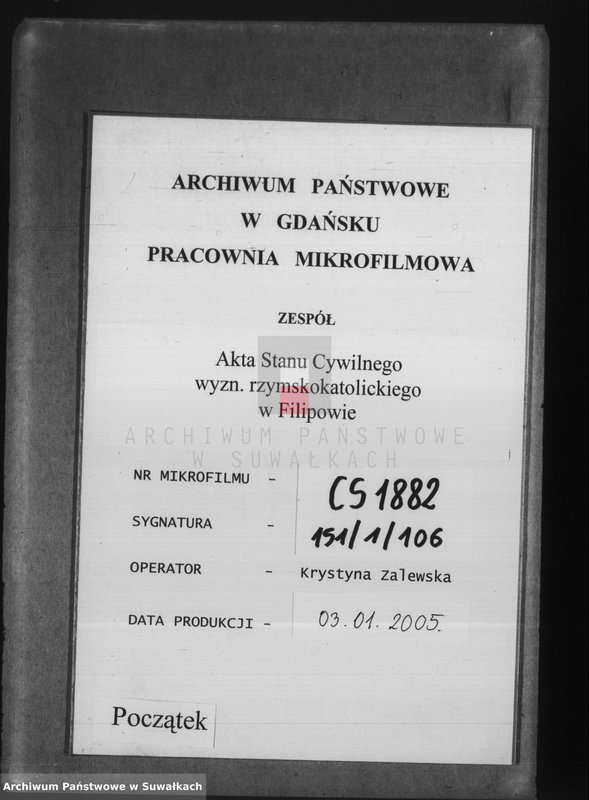 ARCHIWUM PAŃSTWOWE
W GDAŃSKU
PRACOWNIA MIKROFILMOWA
ZESPÓŁ
Akta Stanu Cywilnego
wyzn. rzymskokatolickiego
w Filipowie
ARCHIWUM PAŃSTWOWE
W SUWAŁKACH
NR MIKROFILMU - CS 1882
SYGNATURA - 151/1/106
OPERATOR - Krystyna Zalewska
DATA PRODUKCJI - 03.01.2005.
Początek
Archiwum Państwowe w Suwałkach